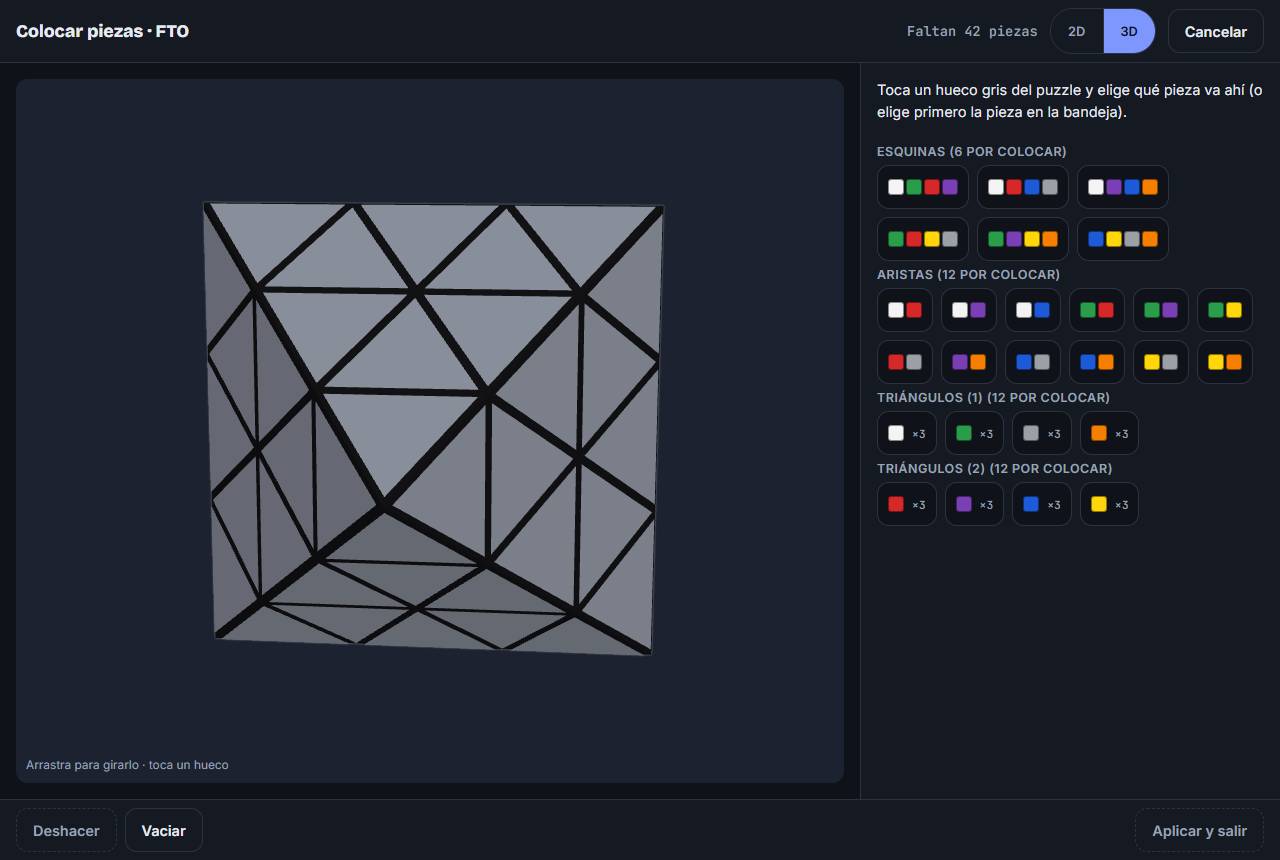 Colocar piezas · FTO
Faltan 42 piezas
2D
3D
Cancelar
Toca un hueco gris del puzzle y elige qué pieza va ahí (o
elige primero la pieza en la bandeja).
ESQUINAS (6 POR COLOCAR)
ARISTAS (12 POR COLOCAR)
TRIÁNGULOS (1) (12 POR COLOCAR)
×3 ×3 ×3 ×3
TRIÁNGULOS (2) (12 POR COLOCAR)
×3 ×3 ×3 ×3
Arrastra para girarlo · toca un hueco
Deshacer
Vaciar
Aplicar y salir